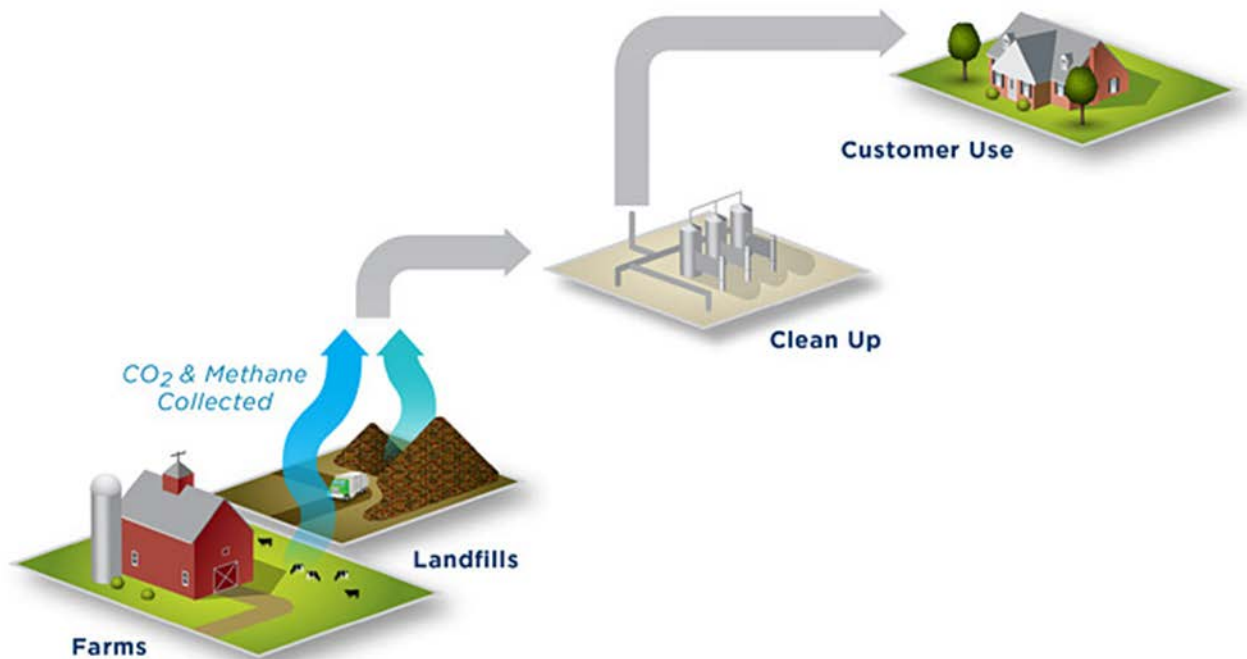 Customer Use
Clean Up
CO₂ & Methane
Collected
Landfills
Farms